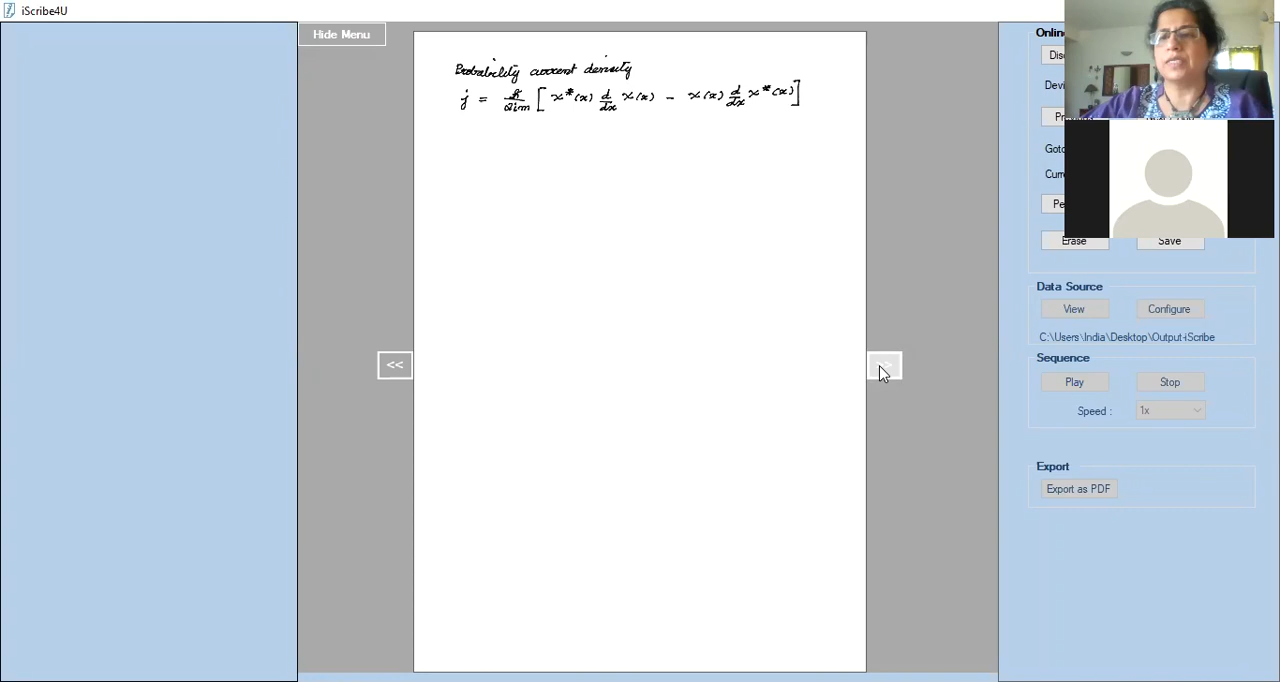 iScribe4U
Hide Menu
Probability current density
j = ℏ/2im [ χ*(x) d/dx χ(x) - χ(x) d/dx χ*(x) ]
<<
Erase
Save
Data Source
View
Configure
C:\Users\India\Desktop\Output-iScribe
Sequence
Play
Stop
Speed :
1x
Export
Export as PDF